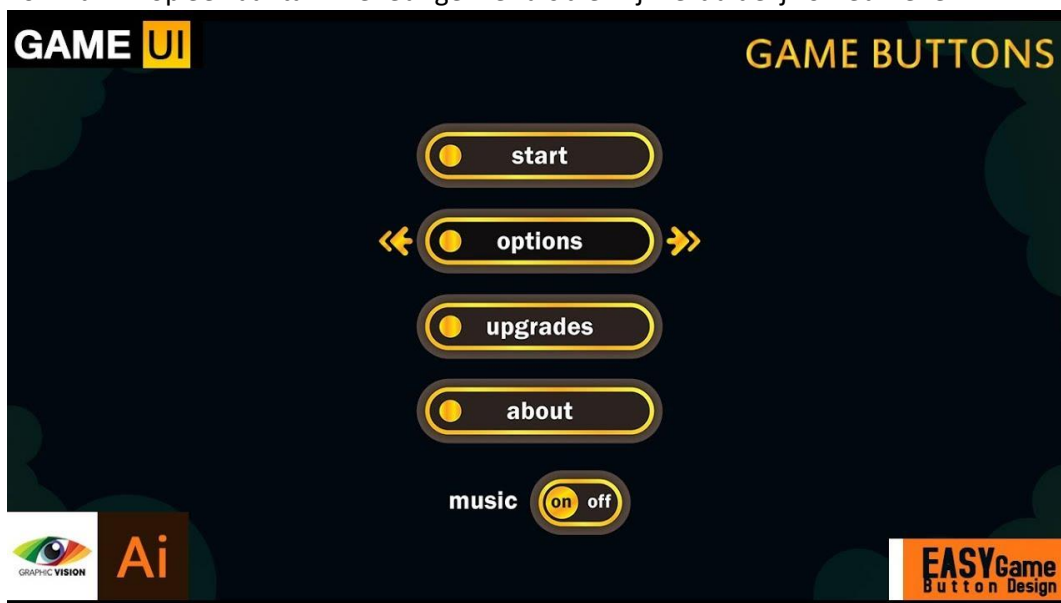 GAME UI
GAME BUTTONS
start
options
upgrades
about
music on off
GRAPHIC VISION
Ai
EASY Game
Button Design